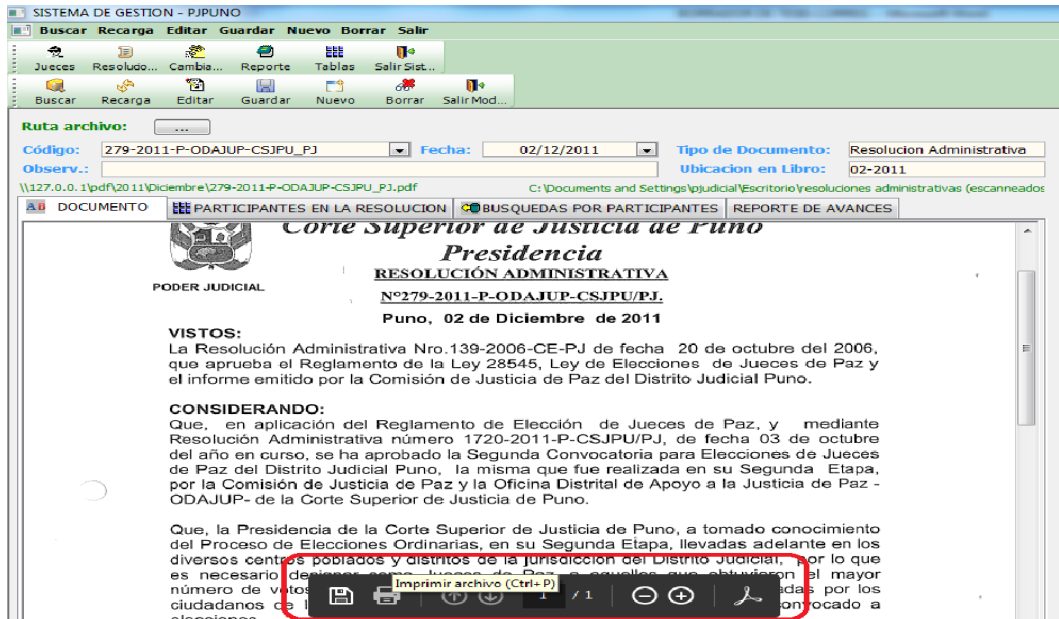 SISTEMA DE GESTION - PJPUNO
Buscar Recarga Editar Guardar Nuevo Borrar Salir
Jueces Resolucio... Cambia... Reporte Tablas Salir Sist...
Buscar Recarga Editar Guardar Nuevo Borrar Salir Mod...
Ruta archivo: ...
Código: 279-2011-P-ODAJUP-CSJPU_PJ Fecha: 02/12/2011 Tipo de Documento: Resolucion Administrativa
Observ.: Ubicacion en Libro: 02-2011
\\127.0.0.1\pdf\2011\Diciembre\279-2011-P-ODAJUP-CSJPU_PJ.pdf C:\Documents and Settings\pjudicial\Escritorio\resoluciones administrativas (escanneados
DOCUMENTO PARTICIPANTES EN LA RESOLUCION BUSQUEDAS POR PARTICIPANTES REPORTE DE AVANCES
Corte Superior de Justicia de Puno
Presidencia
RESOLUCIÓN ADMINISTRATIVA
PODER JUDICIAL
N°279-2011-P-ODAJUP-CSJPU/PJ.
Puno, 02 de Diciembre de 2011
VISTOS:
La Resolución Administrativa Nro.139-2006-CE-PJ de fecha 20 de octubre del 2006,
que aprueba el Reglamento de la Ley 28545, Ley de Elecciones de Jueces de Paz y
el informe emitido por la Comisión de Justicia de Paz del Distrito Judicial Puno.
CONSIDERANDO:
Que, en aplicación del Reglamento de Elección de Jueces de Paz, y mediante
Resolución Administrativa número 1720-2011-P-CSJPU/PJ, de fecha 03 de octubre
del año en curso, se ha aprobado la Segunda Convocatoria para Elecciones de Jueces
de Paz del Distrito Judicial Puno, la misma que fue realizada en su Segunda Etapa,
por la Comisión de Justicia de Paz y la Oficina Distrital de Apoyo a la Justicia de Paz -
ODAJUP- de la Corte Superior de Justicia de Puno.
Que, la Presidencia de la Corte Superior de Justicia de Puno, a tomado conocimiento
del Proceso de Elecciones Ordinarias, en su Segunda Etapa, llevadas adelante en los
diversos centros poblados y distritos de la jurisdicción del Distrito Judicial, por lo que
es necesario designar como Jueces de Paz, a aquellos que obtuvieron el mayor
Imprimir archivo (Ctrl+P)
número de votos por los
1 / 1
ciudadanos de convocado a
elecciones